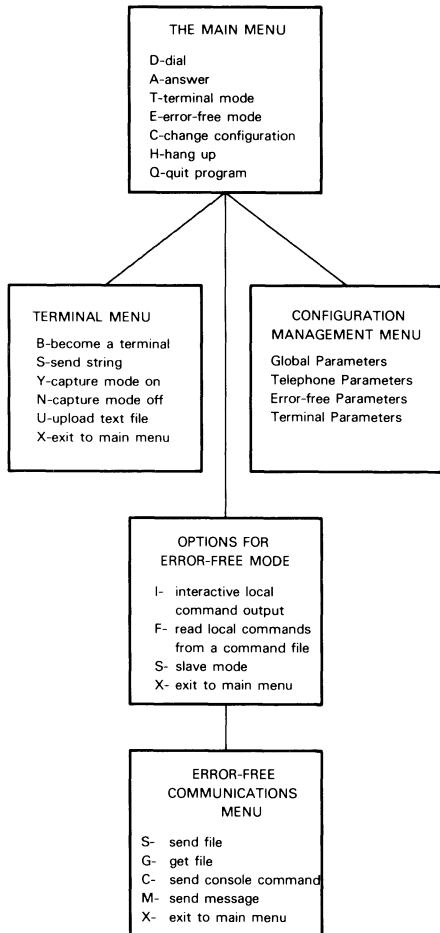 THE MAIN MENU
D-dial
A-answer
T-terminal mode
E-error-free mode
C-change configuration
H-hang up
Q-quit program
TERMINAL MENU
B-become a terminal
S-send string
Y-capture mode on
N-capture mode off
U-upload text file
X-exit to main menu
CONFIGURATION
MANAGEMENT MENU
Global Parameters
Telephone Parameters
Error-free Parameters
Terminal Parameters
OPTIONS FOR
ERROR-FREE MODE
I- interactive local
command output
F- read local commands
from a command file
S- slave mode
X- exit to main menu
ERROR-FREE
COMMUNICATIONS
MENU
S- send file
G- get file
C- send console command
M- send message
X- exit to main menu